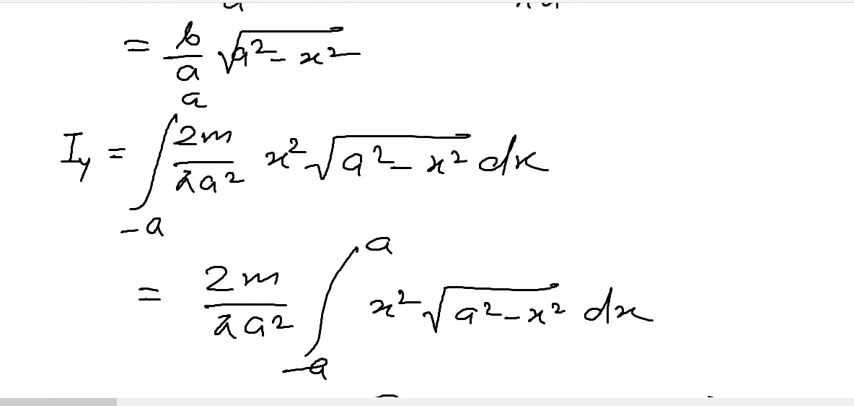 = b/a √(a² - x²)
I_y = ∫_{-a}^{a} 2m/πa² x² √(a² - x²) dx
= 2m/πa² ∫_{-a}^{a} x² √(a² - x²) dx